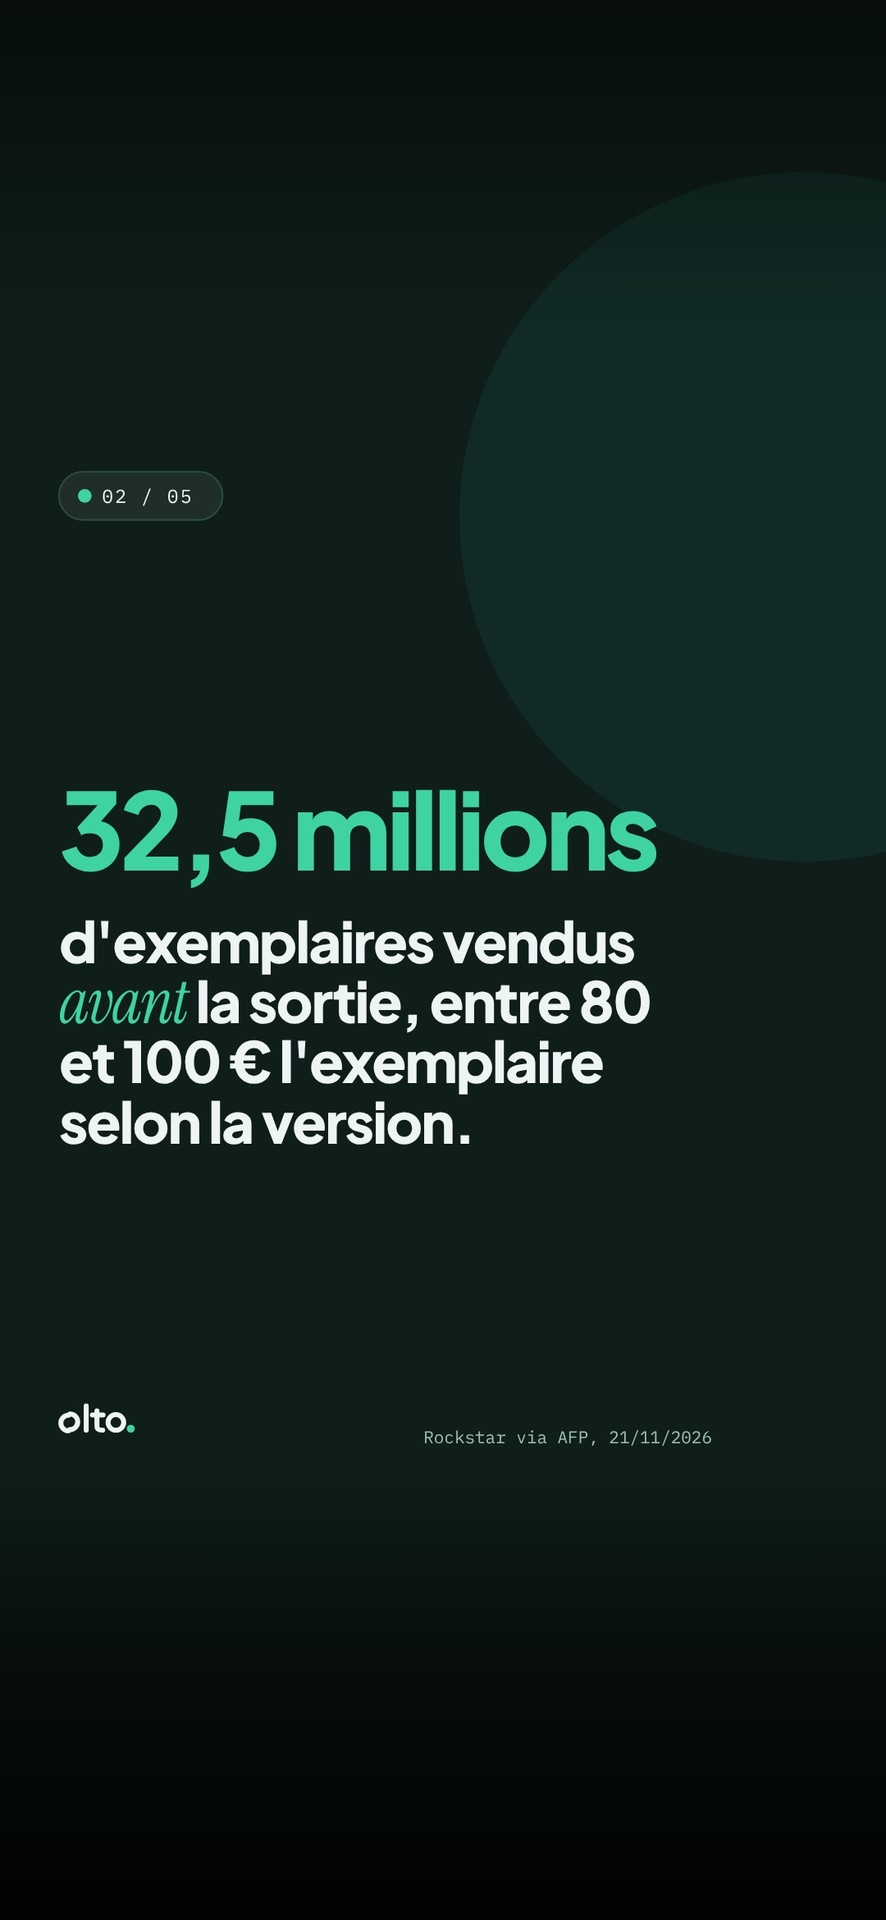 02 / 05
32,5 millions
d'exemplaires vendus
avant la sortie, entre 80
et 100 € l'exemplaire
selon la version.
olto.
Rockstar via AFP, 21/11/2026